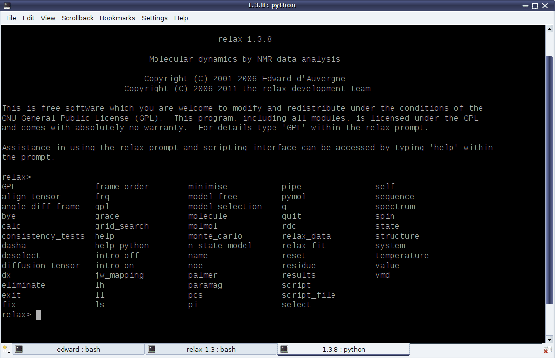 1.3.8 : python
File Edit View Scrollback Bookmarks Settings Help
relax 1.3.8
Molecular dynamics by NMR data analysis
Copyright (C) 2001-2006 Edward d'Auvergne
Copyright (C) 2006-2011 the relax development team
This is free software which you are welcome to modify and redistribute under the conditions of the
GNU General Public License (GPL). This program, including all modules, is licensed under the GPL
and comes with absolutely no warranty. For details type 'GPL' within the relax prompt.
Assistance in using the relax prompt and scripting interface can be accessed by typing 'help' within
the prompt.
relax>
GPL frame_order minimise pipe self
align_tensor frq model_free pymol sequence
angle_diff_frame gpl model_selection q spectrum
bye grace molecule quit spin
calc grid_search molmol rdc state
consistency_tests help monte_carlo relax_data structure
dasha help_python n_state_model relax_fit system
deselect intro_off name reset temperature
diffusion_tensor intro_on noe residue value
dx jw_mapping palmer results vmd
eliminate lh paramag script
exit ll pcs script_file
fix ls pi select
relax>
edward : bash relax-1.3 : bash 1.3.8 : python